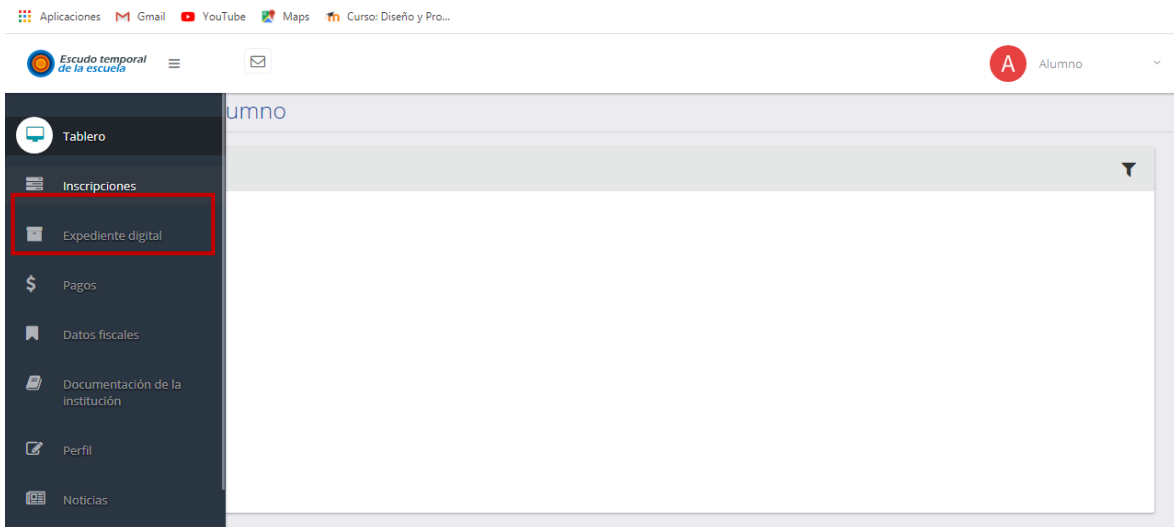 Aplicaciones Gmail YouTube Maps Curso: Diseño y Pro...
Escudo temporal
de la escuela
A Alumno
umno
Tablero
Inscripciones
Expediente digital
$ Pagos
Datos fiscales
Documentación de la
institución
Perfil
Noticias